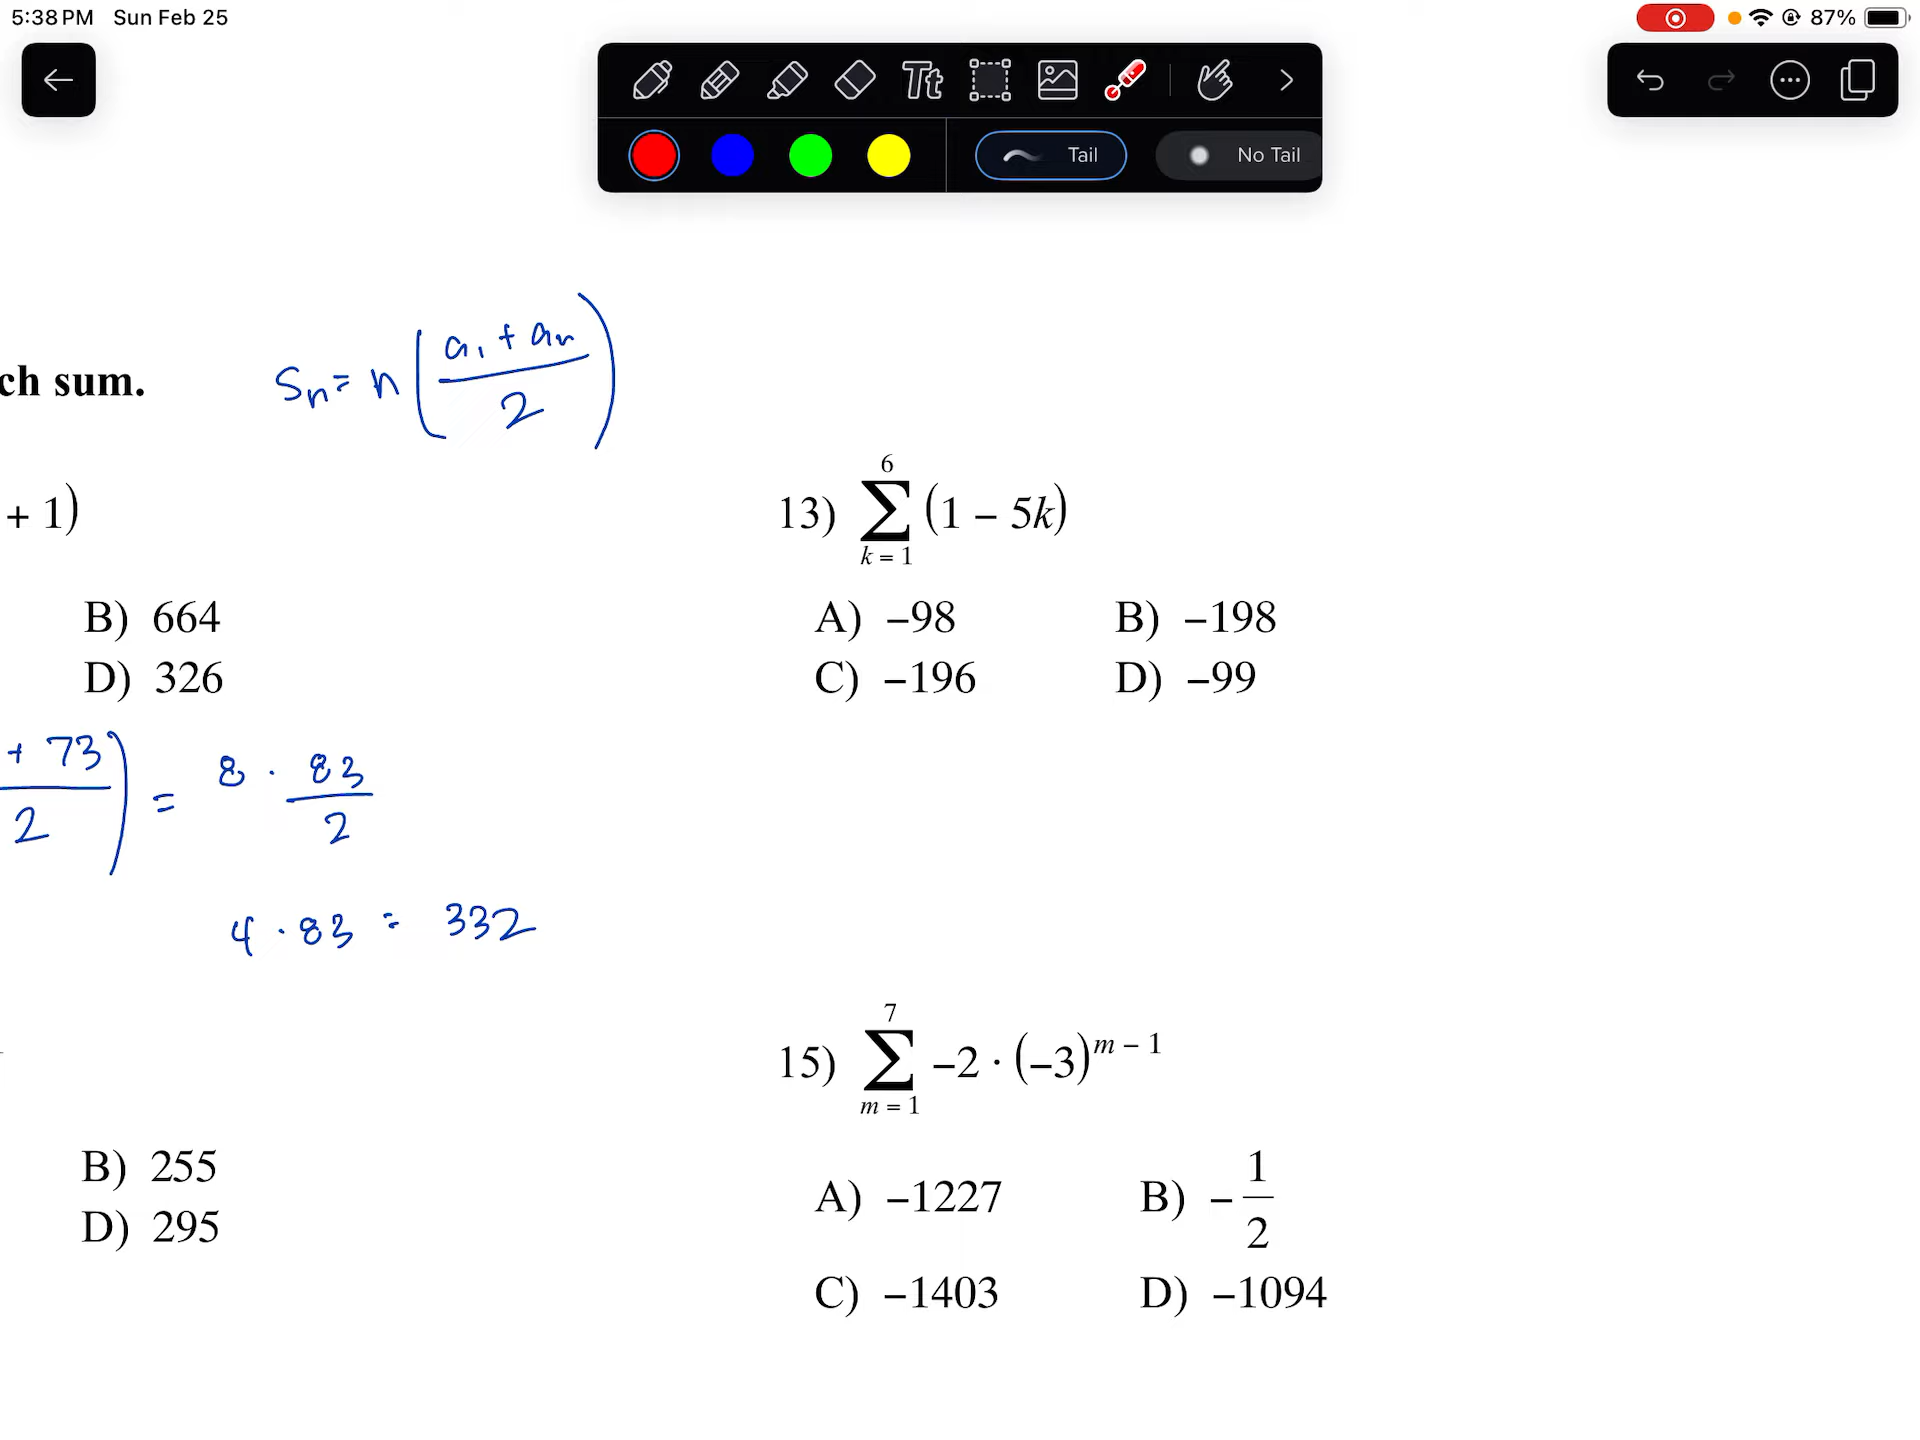 5:38 PM Sun Feb 25
87%
Tt
Tail
No Tail
ch sum.
Sn = n (a1 + an / 2)
+ 1)
B) 664
D) 326
+ 73 / 2) = 8 · 83 / 2
4 · 83 = 332
B) 255
D) 295
6
13) ∑ (1 − 5k)
k = 1
A) −98 B) −198
C) −196 D) −99
7
15) ∑ −2 · (−3)^{m − 1}
m = 1
A) −1227 B) −1/2
C) −1403 D) −1094